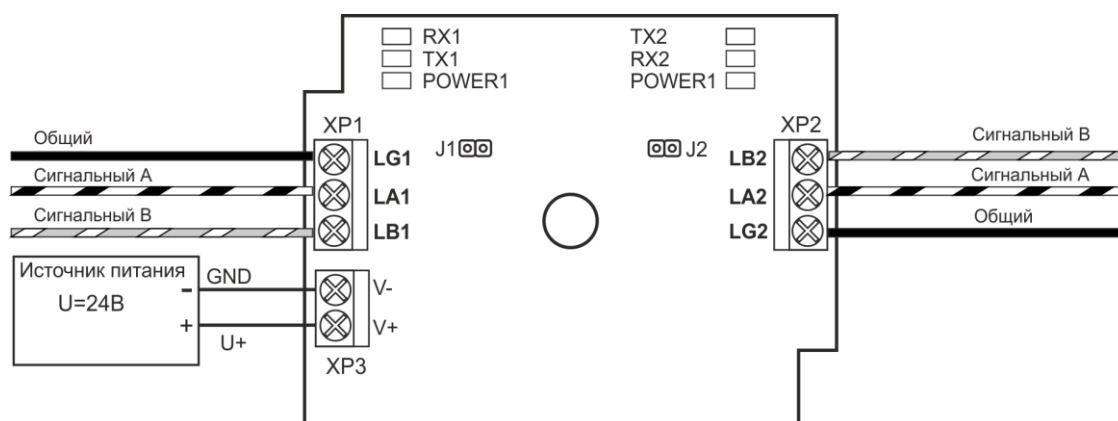 RX1
TX1
POWER1
TX2
RX2
POWER1
XP1
XP2
Общий
LG1
J1
J2
LB2
Сигнальный В
Сигнальный А
LA1
LA2
Сигнальный А
Сигнальный В
LB1
LG2
Общий
Источник питания
U=24В
-
GND
V-
+
U+
V+
XP3